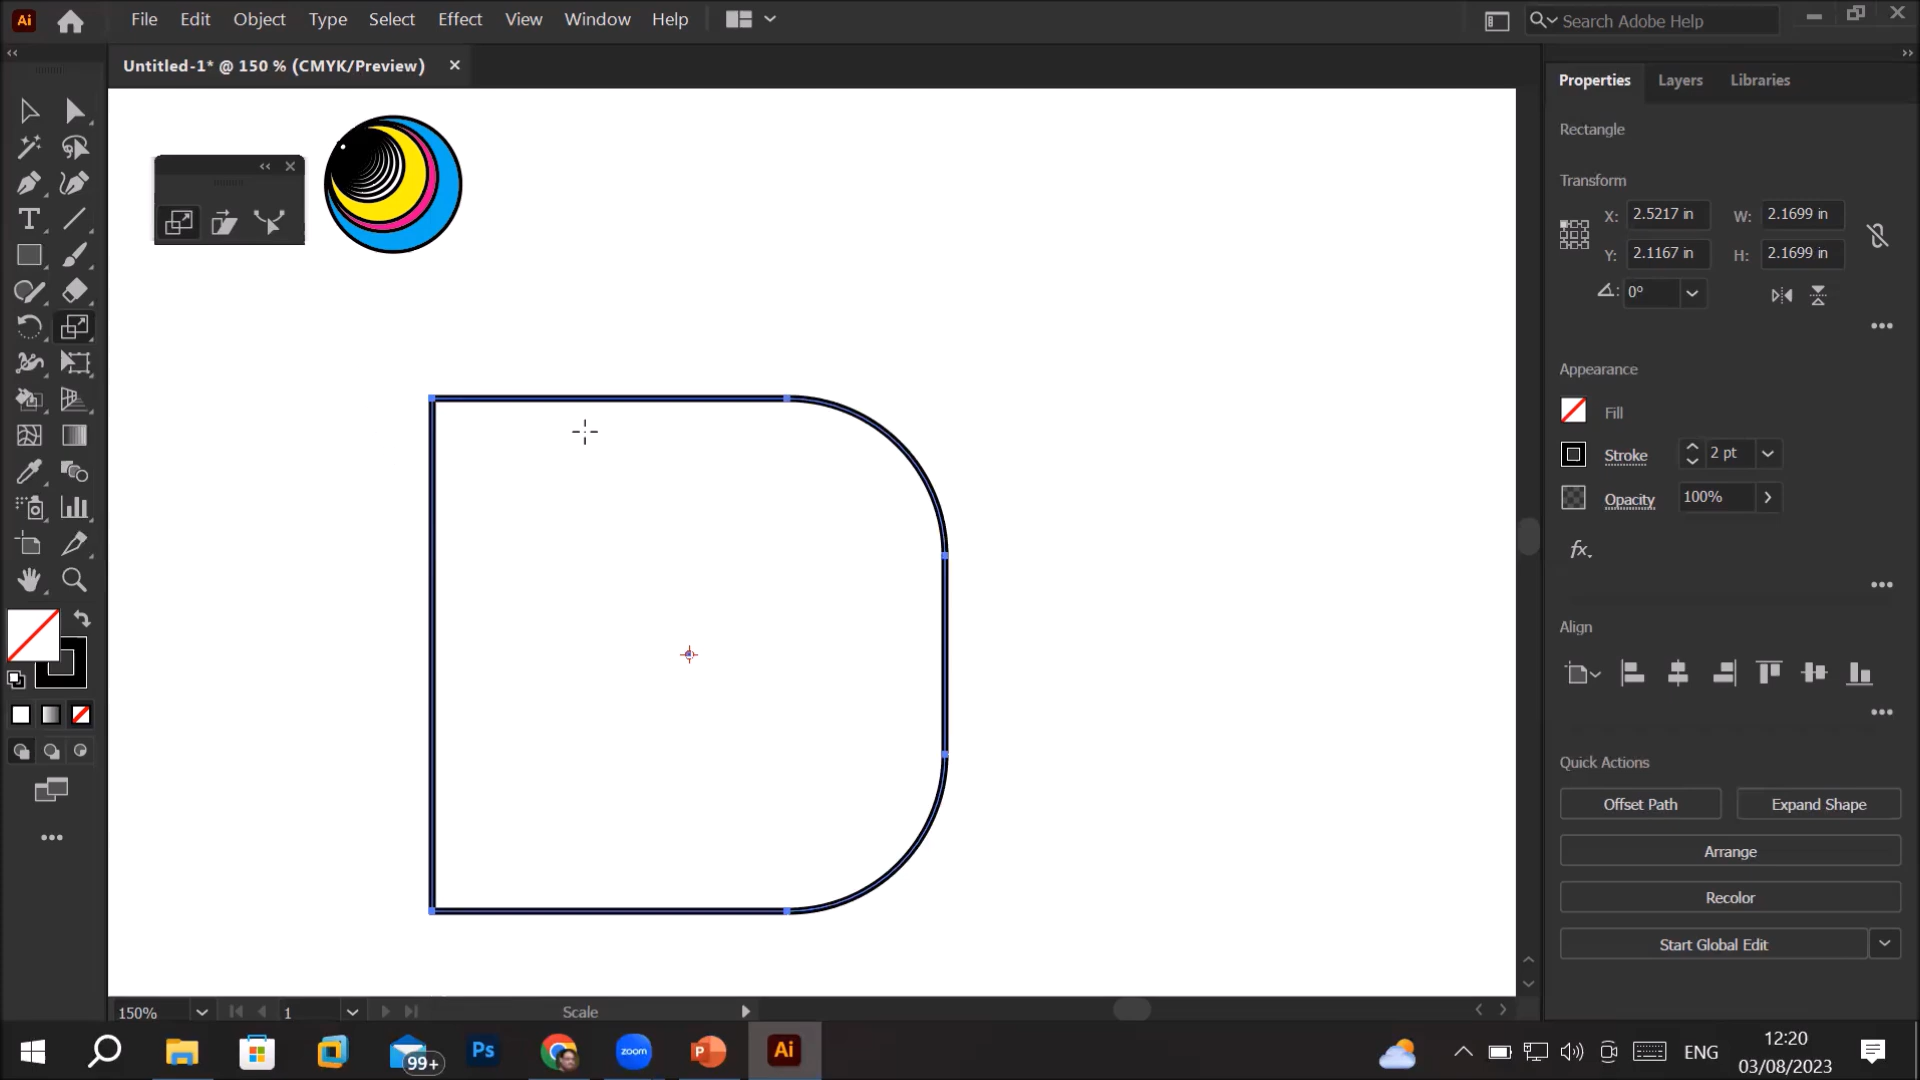 Ai File Edit Object Type Select Effect View Window Help Search Adobe Help
Untitled-1* @ 150 % (CMYK/Preview)
Properties Layers Libraries
Rectangle
Transform
X: 2.5217 in W: 2.1699 in
Y: 2.1167 in H: 2.1699 in
0°
Appearance
Fill
Stroke 2 pt
Opacity 100%
fx.
Align
Quick Actions
Offset Path Expand Shape
Arrange
Recolor
Start Global Edit
150% 1 Scale
99+ Ps zoom P Ai ENG 12:20
03/08/2023